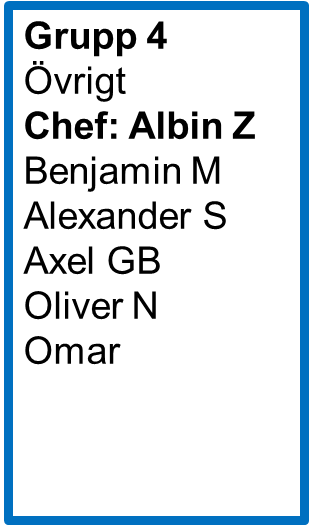 Grupp 4
Övrigt
Chef: Albin Z
Benjamin M
Alexander S
Axel GB
Oliver N
Omar